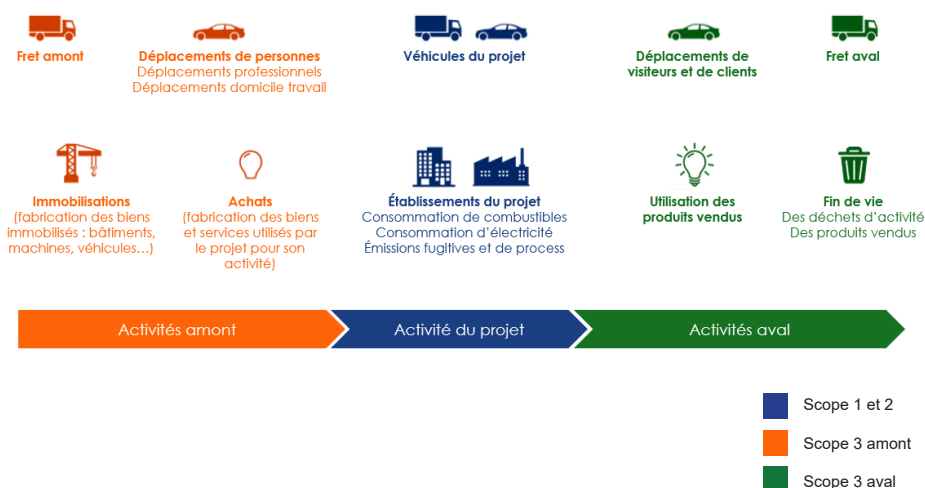 Fret amont
Déplacements de personnes
Déplacements professionnels
Déplacements domicile travail
Véhicules du projet
Déplacements de
visiteurs et de clients
Fret aval
Immobilisations
(fabrication des biens
immobilisés : bâtiments,
machines, véhicules…)
Achats
(fabrication des biens
et services utilisés par
le projet pour son
activité)
Établissements du projet
Consommation de combustibles
Consommation d’électricité
Émissions fugitives et de process
Utilisation des
produits vendus
Fin de vie
Des déchets d’activité
Des produits vendus
Activités amont
Activité du projet
Activités aval
Scope 1 et 2
Scope 3 amont
Scope 3 aval